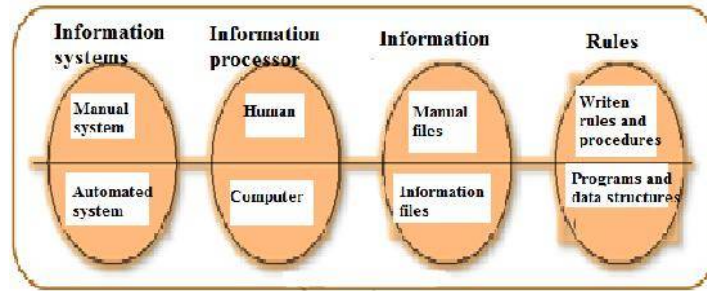 Information
systems
Information
processor
Information
Rules
Manual
system
Human
Manual
files
Writen
rules and
procedures
Automated
system
Computer
Information
files
Programs and
data structures